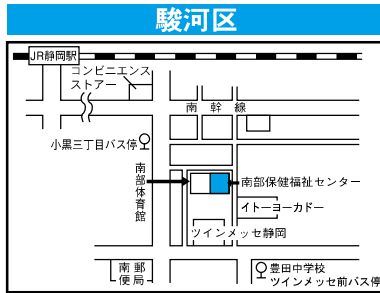 駿河区
JR静岡駅
コンビニエンス
ストアー
南幹線
小黒三丁目バス停
南部体育館
南部保健福祉センター
イトーヨーカドー
ツインメッセ静岡
南郵
便局
豊田中学校
ツインメッセ前バス停